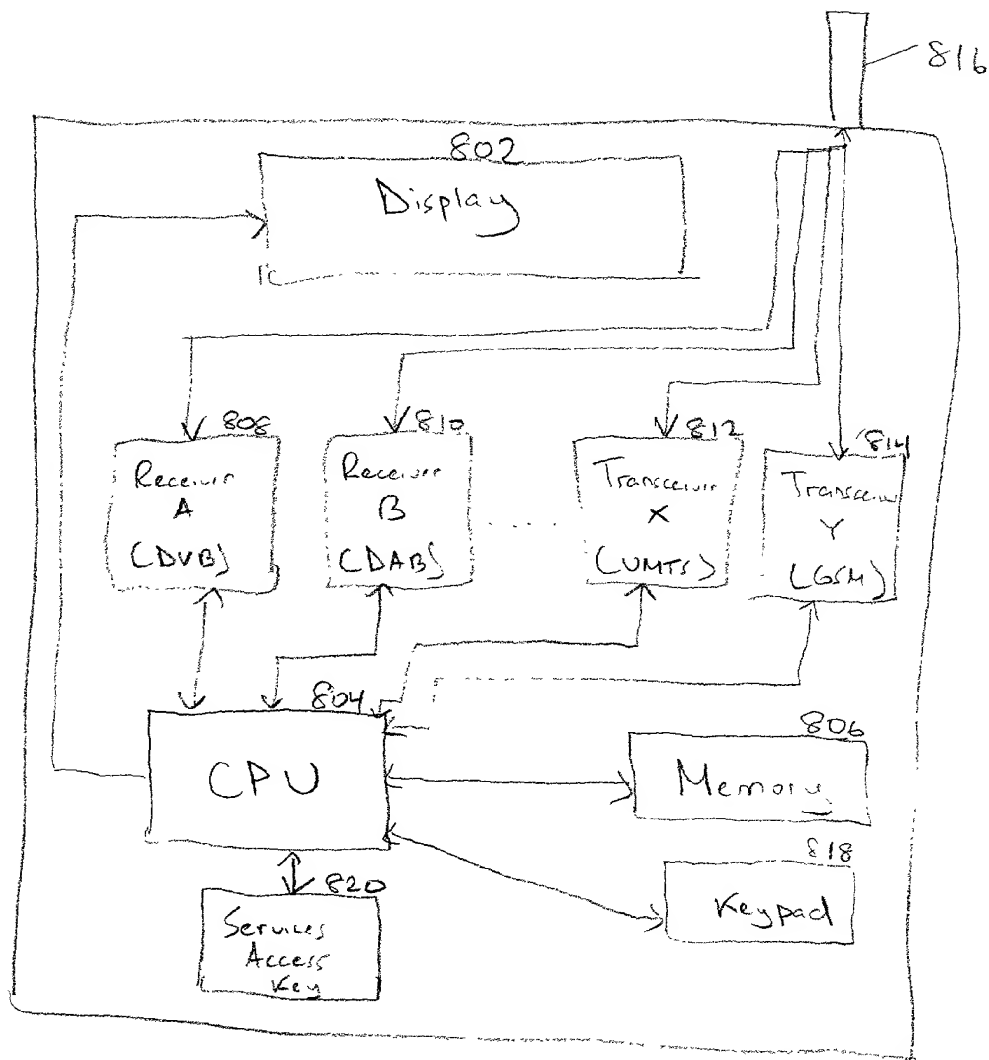 816
802
Display
808
Receiver
A
(DVB)
810
Receiver
B
(DAB)
812
Transceiver
X
(UMTS)
814
Transceiver
Y
(GSM)
804
CPU
806
Memory
818
Keypad
820
Services
Access
Key